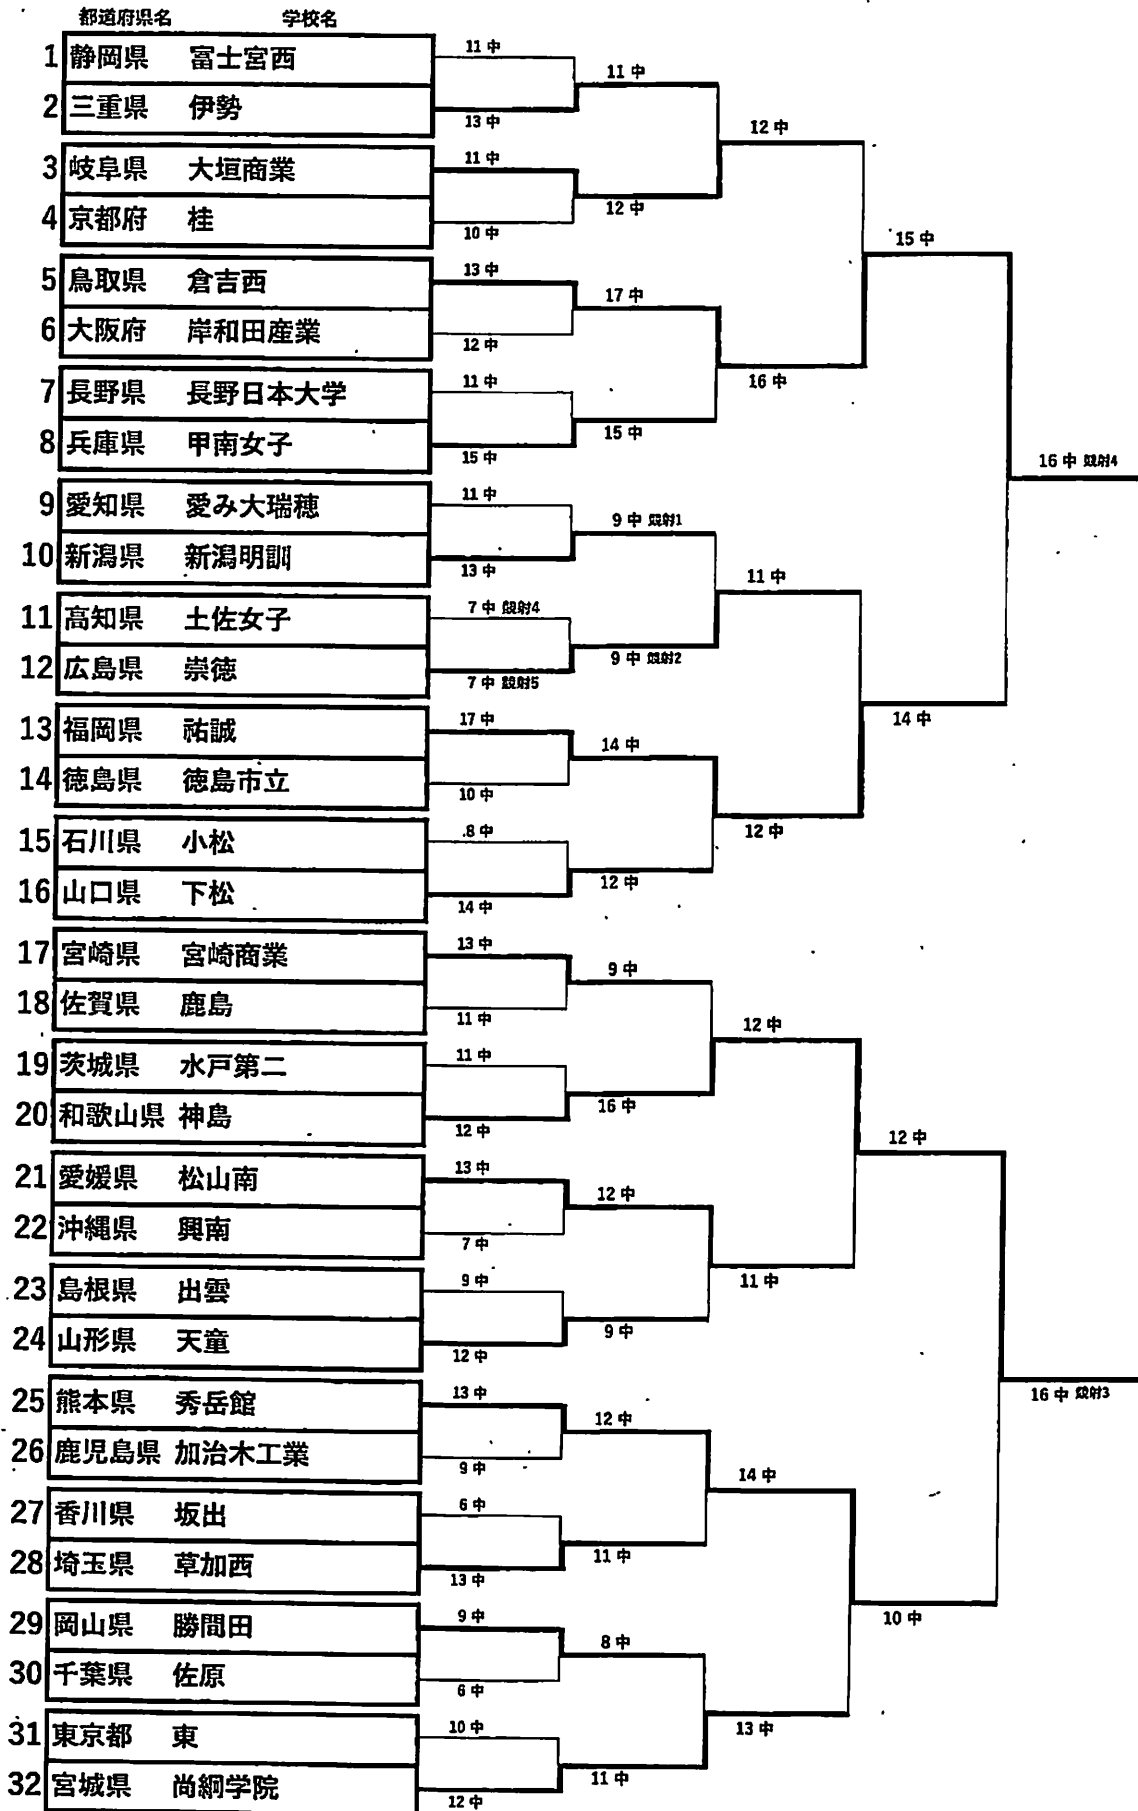 都道府県名 学校名
1 静岡県 富士宮西
2 三重県 伊勢
3 岐阜県 大垣商業
4 京都府 桂
5 鳥取県 倉吉西
6 大阪府 岸和田産業
7 長野県 長野日本大学
8 兵庫県 甲南女子
9 愛知県 愛み大瑞穂
10 新潟県 新潟明訓
11 高知県 土佐女子
12 広島県 崇徳
13 福岡県 祐誠
14 徳島県 徳島市立
15 石川県 小松
16 山口県 下松
17 宮崎県 宮崎商業
18 佐賀県 鹿島
19 茨城県 水戸第二
20 和歌山県 神島
21 愛媛県 松山南
22 沖縄県 興南
23 島根県 出雲
24 山形県 天童
25 熊本県 秀岳館
26 鹿児島県 加治木工業
27 香川県 坂出
28 埼玉県 草加西
29 岡山県 勝間田
30 千葉県 佐原
31 東京都 東
32 宮城県 尚絅学院
11 中
13 中
11 中
10 中
13 中
12 中
11 中
15 中
11 中
13 中
7 中 競射4
7 中 競射5
17 中
10 中
8 中
14 中
13 中
11 中
11 中
12 中
13 中
7 中
9 中
12 中
13 中
9 中
6 中
13 中
9 中
6 中
10 中
12 中
11 中
12 中
17 中
15 中
9 中 競射1
9 中 競射2
14 中
12 中
9 中
16 中
12 中
9 中
12 中
11 中
8 中
11 中
12 中
16 中
11 中
12 中
12 中
11 中
14 中
13 中
15 中
14 中
12 中
10 中
16 中 競射4
16 中 競射3